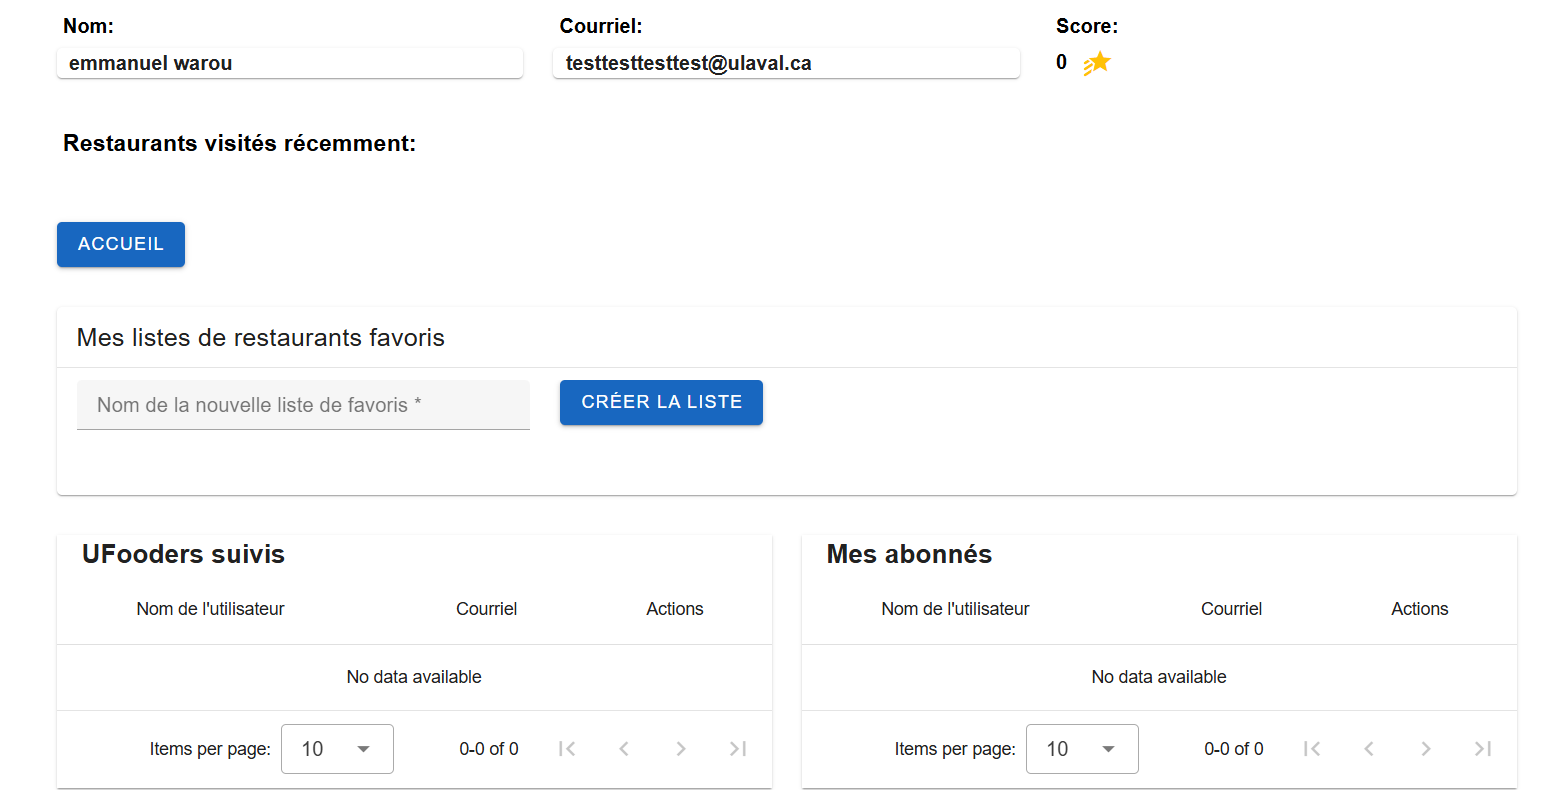 Nom: Courriel: Score:
emmanuel warou testtesttesttest@ulaval.ca 0
Restaurants visités récemment:
ACCUEIL
Mes listes de restaurants favoris
Nom de la nouvelle liste de favoris * CRÉER LA LISTE
UFooders suivis
Nom de l'utilisateur Courriel Actions
No data available
Items per page: 10 0-0 of 0
Mes abonnés
Nom de l'utilisateur Courriel Actions
No data available
Items per page: 10 0-0 of 0